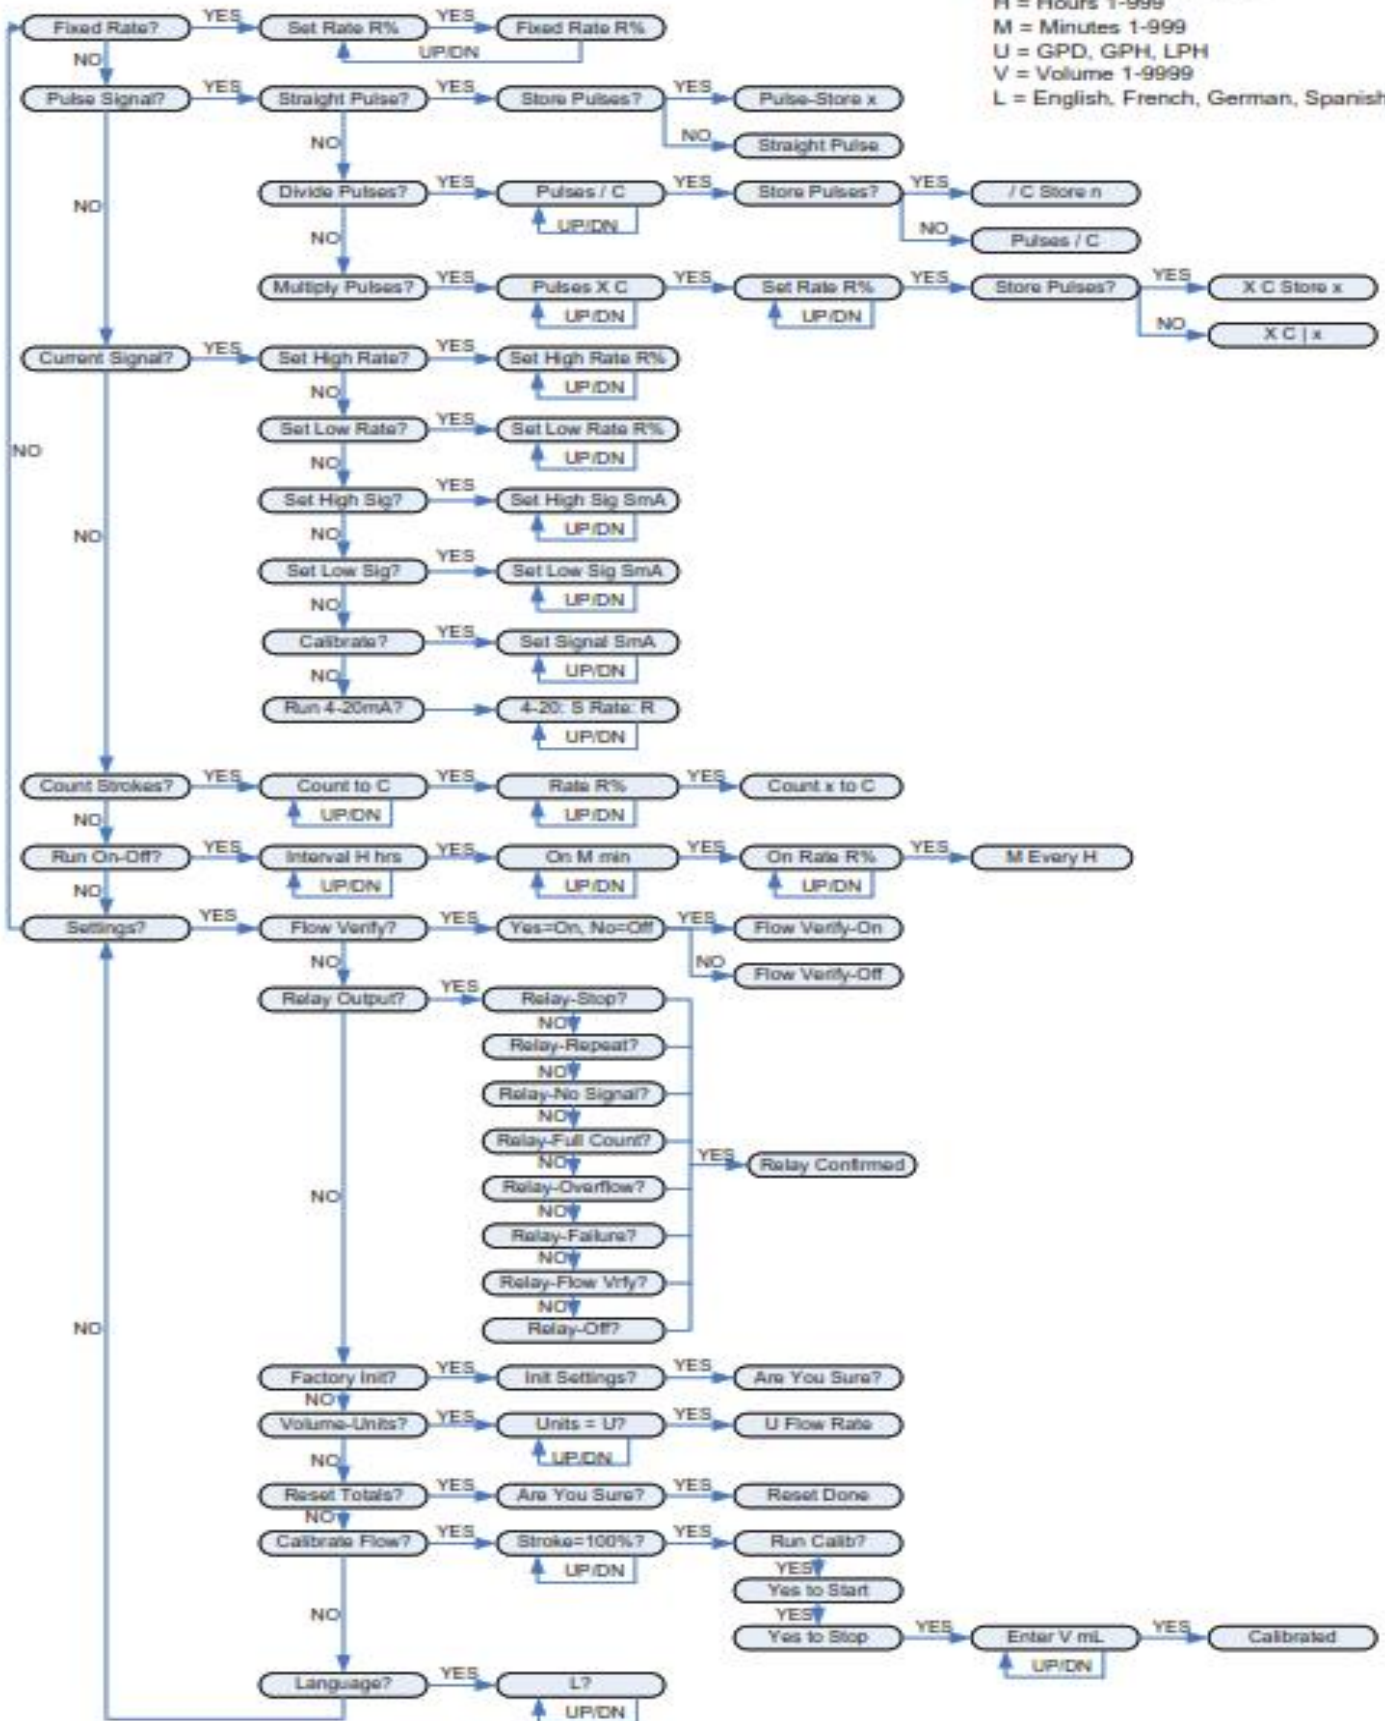 H = Hours 1-999
M = Minutes 1-999
U = GPD, GPH, LPH
V = Volume 1-9999
L = English, French, German, Spanish
Fixed Rate? YES Set Rate R% YES Fixed Rate R%
NO UP/DN
Pulse Signal? YES Straight Pulse? YES Store Pulses? YES Pulse-Store x
NO NO Straight Pulse
Divide Pulses? YES Pulses / C YES Store Pulses? YES / C Store n
NO UP/DN NO Pulses / C
NO
Multiply Pulses? YES Pulses X C YES Set Rate R% YES Store Pulses? YES X C Store x
UP/DN UP/DN NO X C | x
Current Signal? YES Set High Rate? YES Set High Rate R%
NO UP/DN
Set Low Rate? YES Set Low Rate R%
NO NO UP/DN
Set High Sig? YES Set High Sig SmA
NO NO UP/DN
Set Low Sig? YES Set Low Sig SmA
NO UP/DN
Calibrate? YES Set Signal SmA
NO UP/DN
Run 4-20mA? 4-20: S Rate: R
UP/DN
Count Strokes? YES Count to C YES Rate R% YES Count x to C
NO UP/DN UP/DN
Run On-Off? YES Interval H hrs YES On M min YES On Rate R% YES M Every H
NO UP/DN UP/DN UP/DN
Settings? YES Flow Verify? YES Yes=On, No=Off YES Flow Verify-On
NO NO Flow Verify-Off
Relay Output? YES Relay-Stop?
NO
Relay-Repeat?
NO
Relay-No Signal?
NO
Relay-Full Count?
NO YES Relay Confirmed
Relay-Overflow?
NO NO
Relay-Failure?
NO
Relay-Flow Vrfy?
NO
NO Relay-Off?
Factory Init? YES Init Settings? YES Are You Sure?
NO
Volume-Units? YES Units = U? YES U Flow Rate
NO UP/DN
Reset Totals? YES Are You Sure? YES Reset Done
NO
Calibrate Flow? YES Stroke=100%? YES Run Calib?
UP/DN YES
Yes to Start
NO YES
Yes to Stop YES Enter V mL YES Calibrated
UP/DN
Language? YES L?
UP/DN